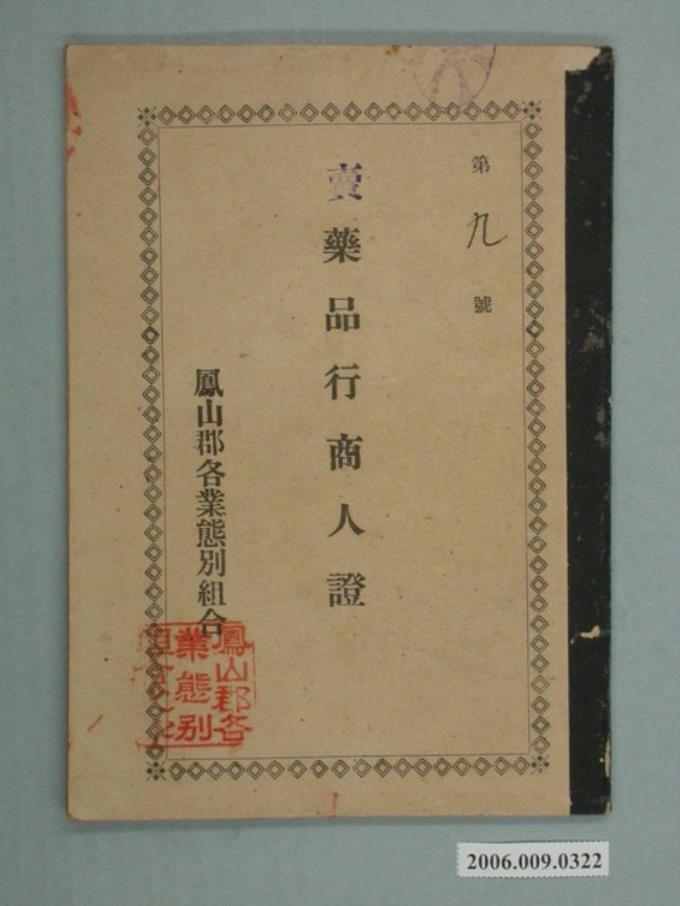 第九號
賣藥品行商人證
鳳山郡各業態別組合
鳳山郡各
業態別
2006.009.0322